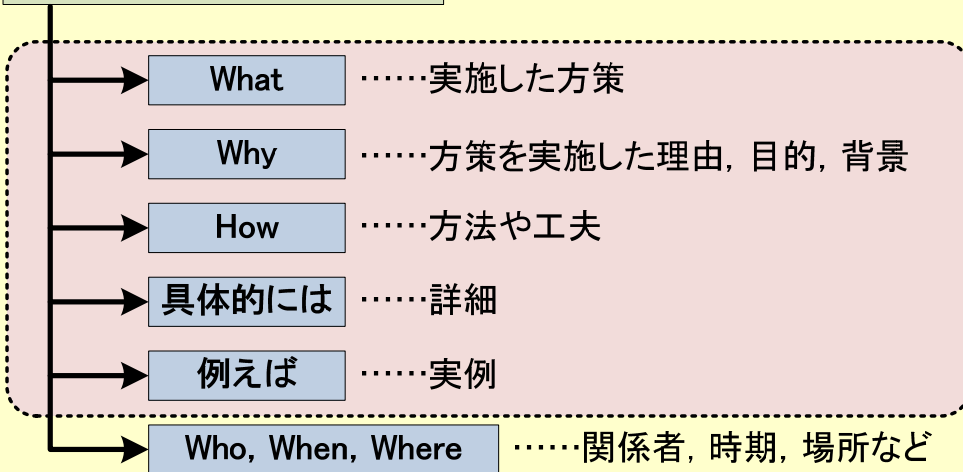 What ……実施した方策
Why ……方策を実施した理由，目的，背景
How ……方法や工夫
具体的には ……詳細
例えば ……実例
Who, When, Where ……関係者，時期，場所など